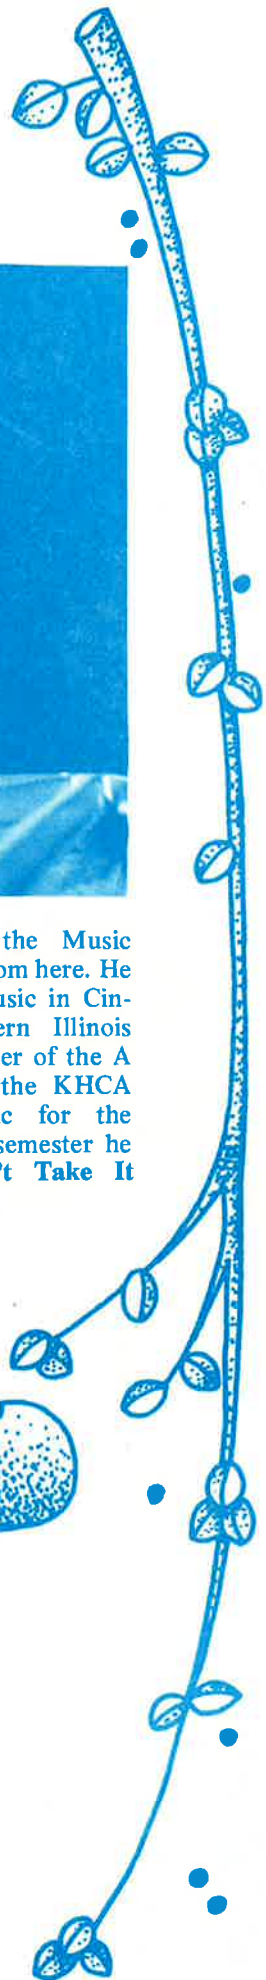 the Music
om here. He
usic in Cin-
ern Illinois
er of the A
the KHCA
c for the
semester he
't Take It